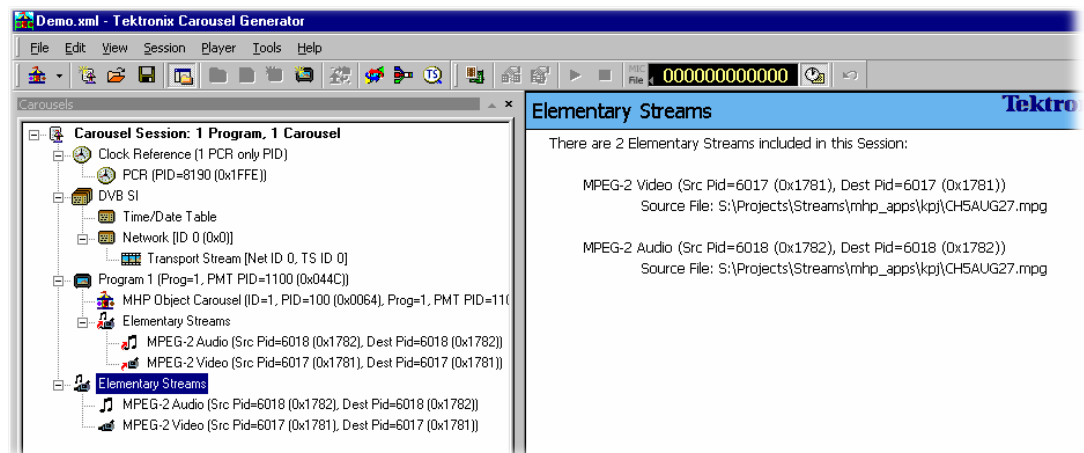 Demo.xml - Tektronix Carousel Generator
File Edit View Session Player Tools Help
TS
MIC
File
000000000000
Carousels
Carousel Session: 1 Program, 1 Carousel
Clock Reference (1 PCR only PID)
PCR (PID=8190 (0x1FFE))
DVB SI
Time/Date Table
Network [ID 0 (0x0)]
Transport Stream [Net ID 0, TS ID 0]
Program 1 (Prog=1, PMT PID=1100 (0x044C))
MHP Object Carousel (ID=1, PID=100 (0x0064), Prog=1, PMT PID=110
Elementary Streams
MPEG-2 Audio (Src Pid=6018 (0x1782), Dest Pid=6018 (0x1782))
MPEG-2 Video (Src Pid=6017 (0x1781), Dest Pid=6017 (0x1781))
Elementary Streams
MPEG-2 Audio (Src Pid=6018 (0x1782), Dest Pid=6018 (0x1782))
MPEG-2 Video (Src Pid=6017 (0x1781), Dest Pid=6017 (0x1781))
Elementary Streams
Tektro
There are 2 Elementary Streams included in this Session:
MPEG-2 Video (Src Pid=6017 (0x1781), Dest Pid=6017 (0x1781))
Source File: S:\Projects\Streams\mhp_apps\kpj\CH5AUG27.mpg
MPEG-2 Audio (Src Pid=6018 (0x1782), Dest Pid=6018 (0x1782))
Source File: S:\Projects\Streams\mhp_apps\kpj\CH5AUG27.mpg